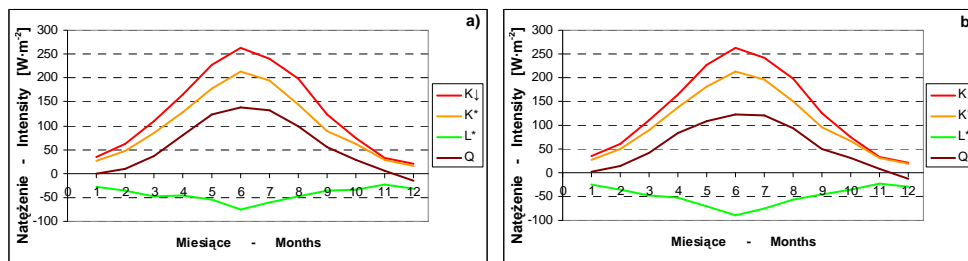 a)
Natężenie - Intensity [W·m-2]
300
250
200
150
100
50
0
-50
-100
0 1 2 3 4 5 6 7 8 9 10 11 12
Miesiące - Months
K↓
K*
L*
Q
b
Natężenie - Intensity [W·m-2]
300
250
200
150
100
50
0
-50
-100
0 1 2 3 4 5 6 7 8 9 10 11 12
Miesiące - Months
K
K
L*
Q